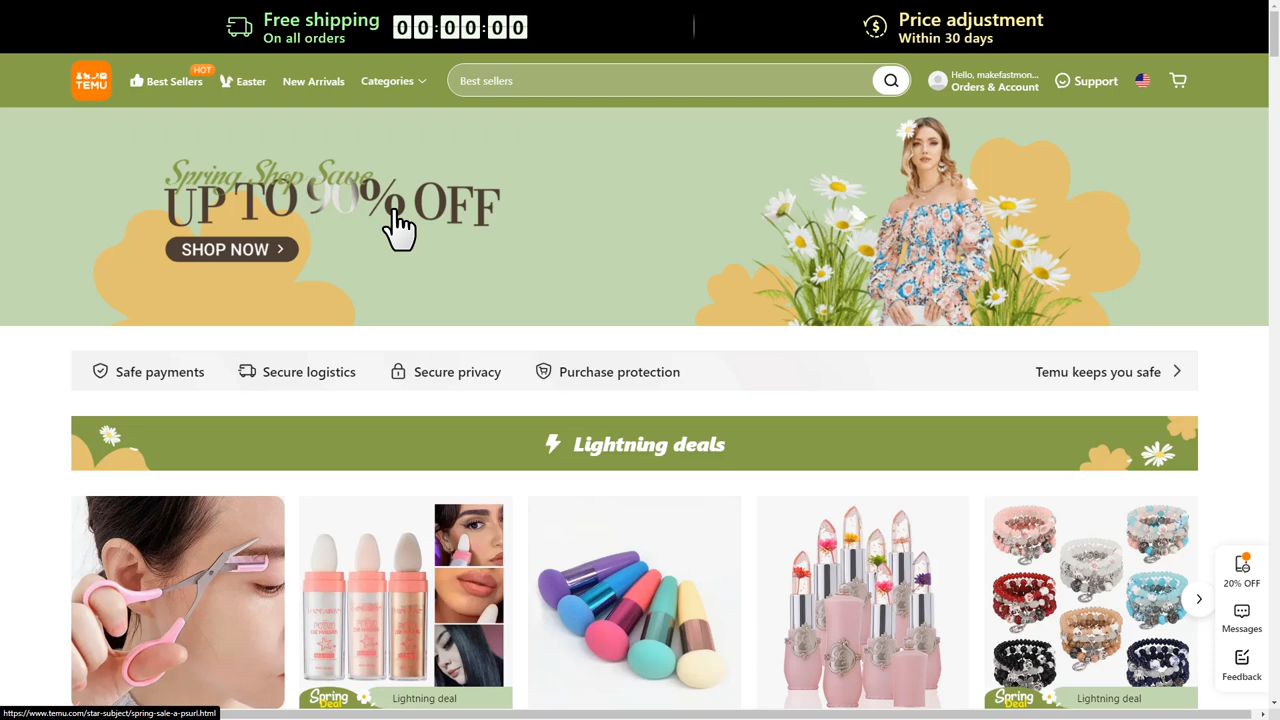 Free shipping
On all orders
00:00:00
Price adjustment
Within 30 days
TEMU
Best Sellers
HOT
Easter
New Arrivals
Categories
Best sellers
Hello, makefastmon...
Orders & Account
Support
Spring Shop Save
UP TO 90% OFF
SHOP NOW
Safe payments
Secure logistics
Secure privacy
Purchase protection
Temu keeps you safe
Lightning deals
20% OFF
Messages
Feedback
Spring Deal
Lightning deal
Spring Deal
Lightning deal
https://www.temu.com/star-subject/spring-sale-a-psurl.html